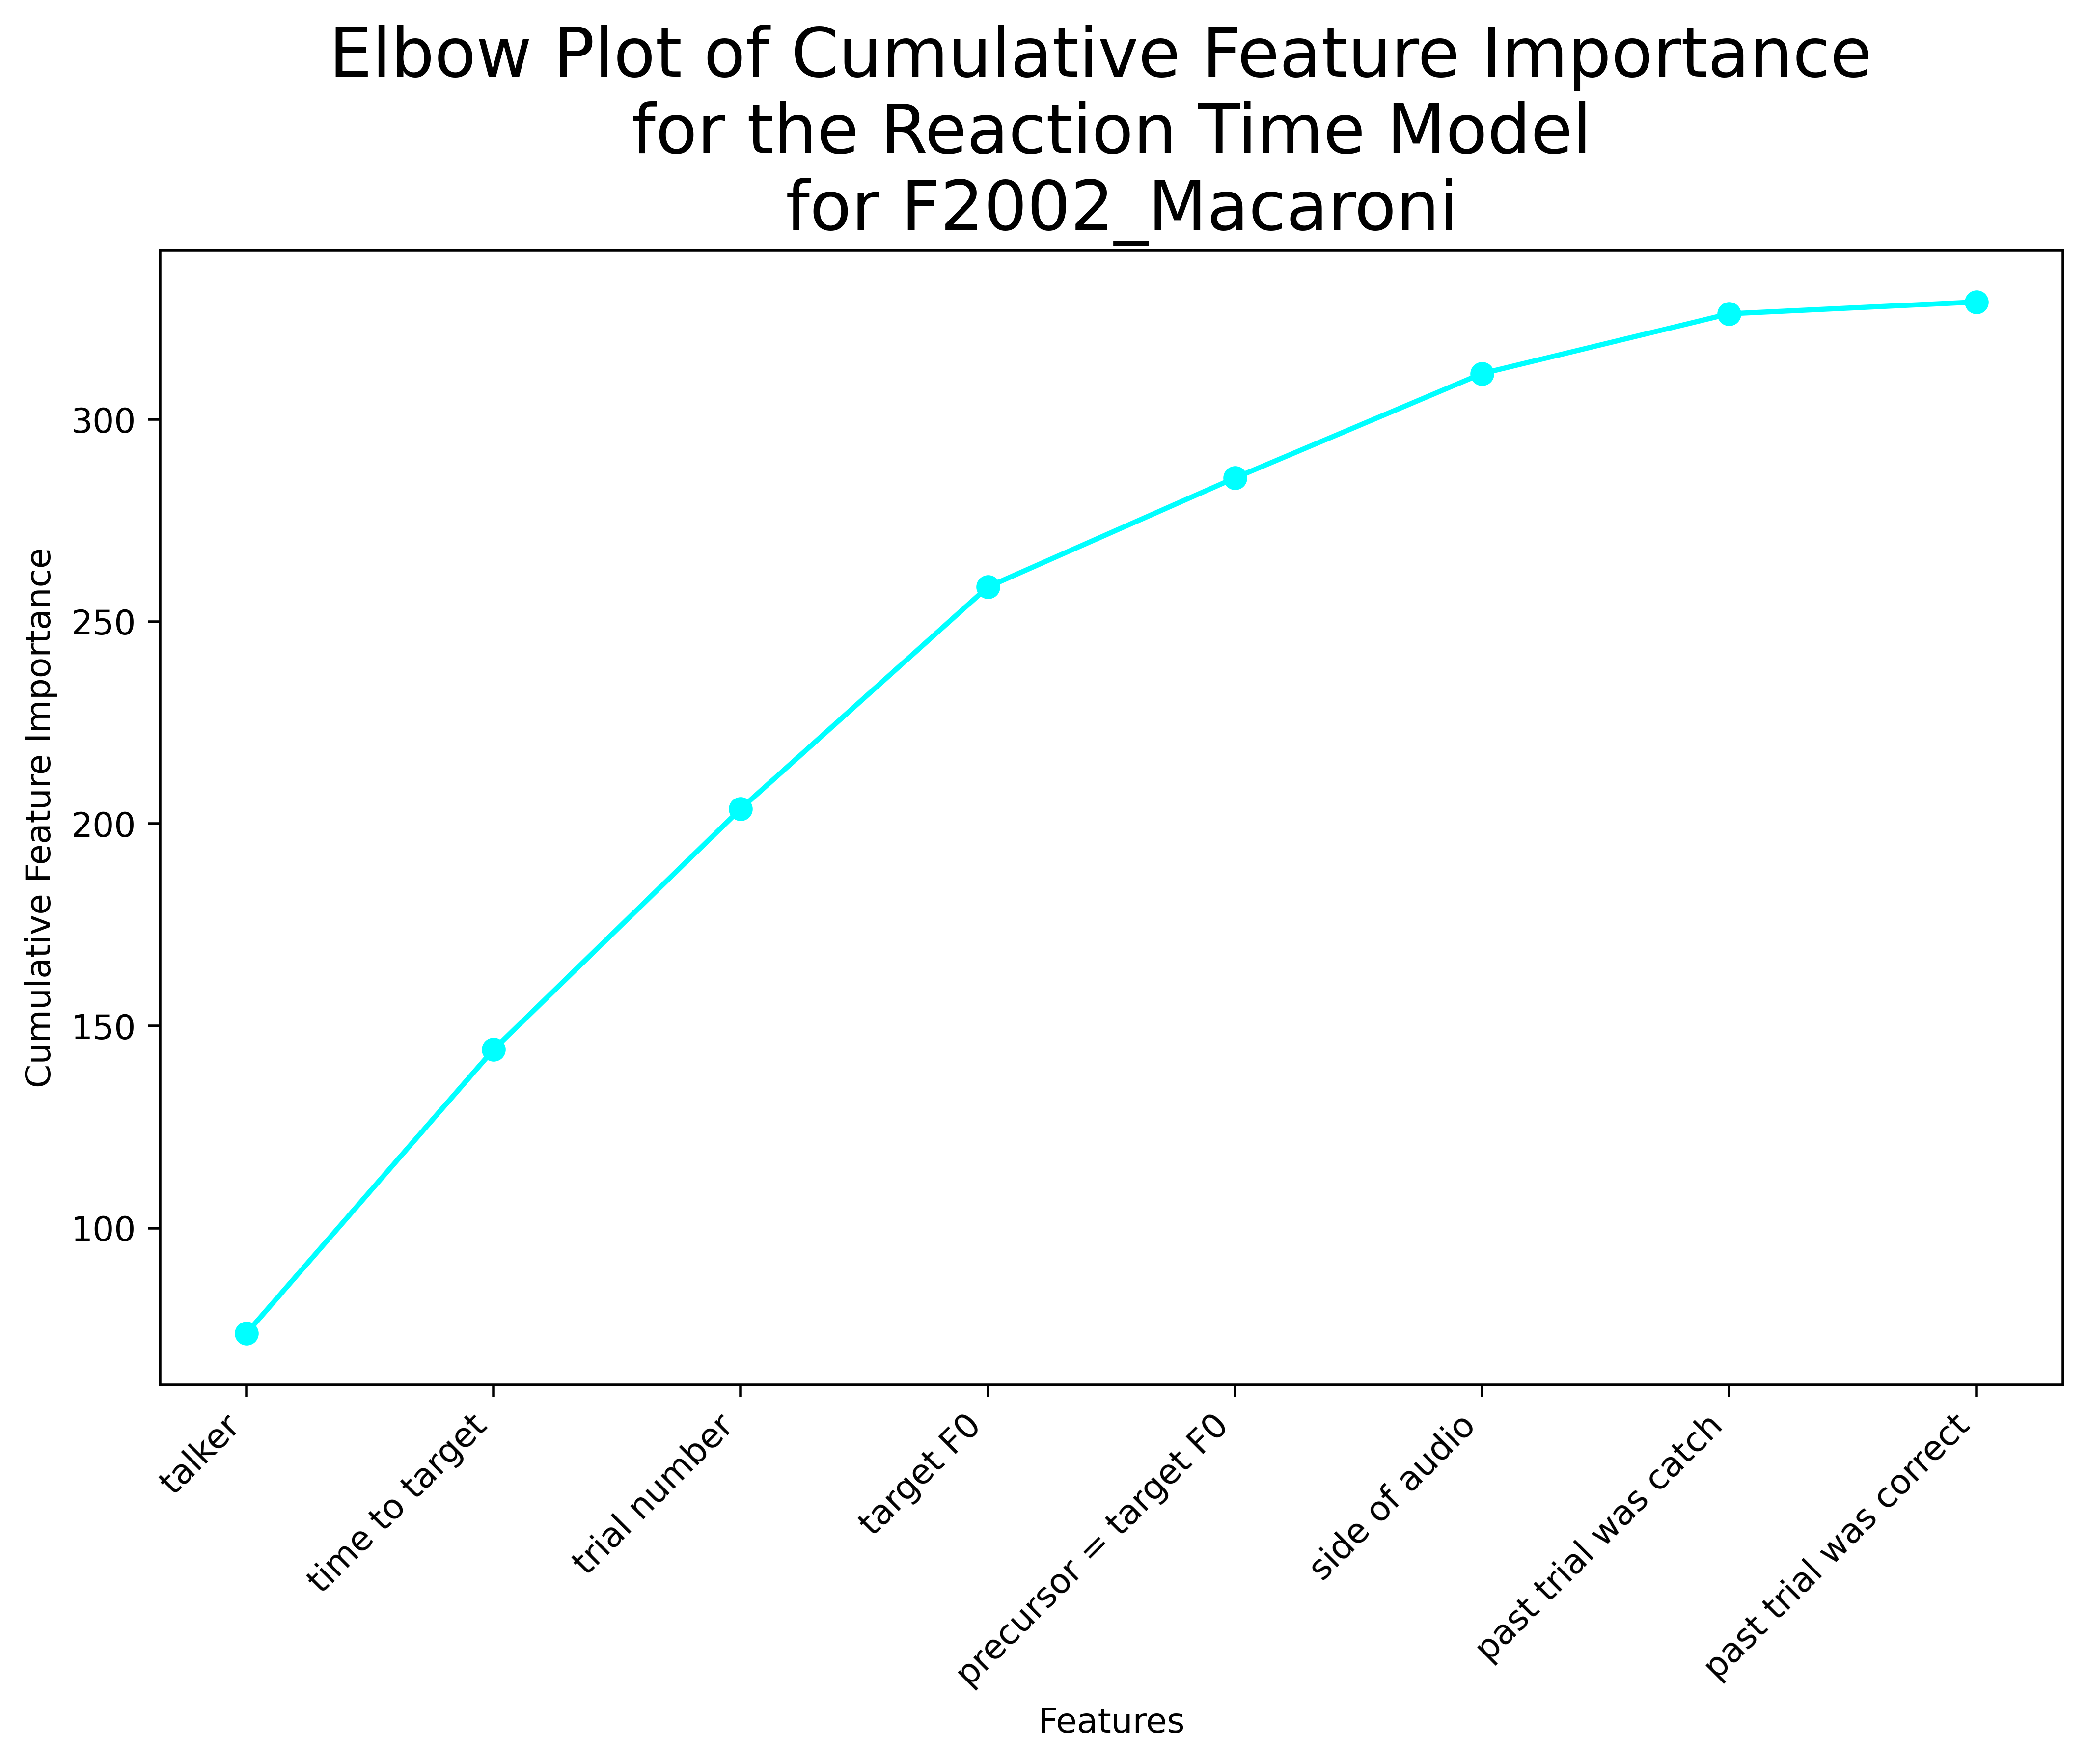 Elbow Plot of Cumulative Feature Importance
for the Reaction Time Model
for F2002_Macaroni
Cumulative Feature Importance
300
250
200
150
100
talker
time to target
trial number
target F0
precursor = target F0
side of audio
past trial was catch
past trial was correct
Features